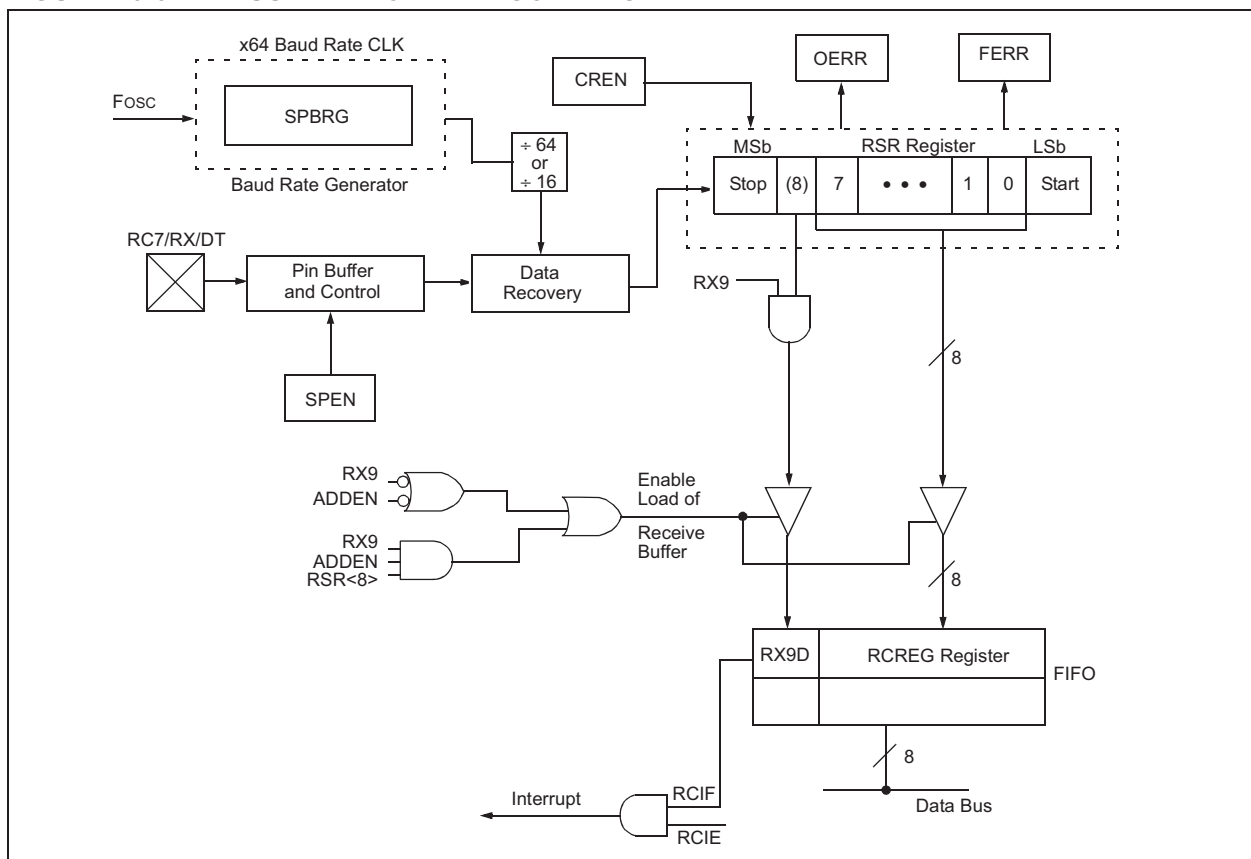 x64 Baud Rate CLK
FOSC
SPBRG
Baud Rate Generator
÷ 64
or
÷ 16
CREN
OERR
FERR
MSb
RSR Register
LSb
Stop
(8)
7
• • •
1
0
Start
RC7/RX/DT
Pin Buffer
and Control
Data
Recovery
SPEN
RX9
8
RX9
ADDEN
RX9
ADDEN
RSR<8>
Enable
Load of
Receive
Buffer
8
RX9D
RCREG Register
FIFO
8
Data Bus
Interrupt
RCIF
RCIE